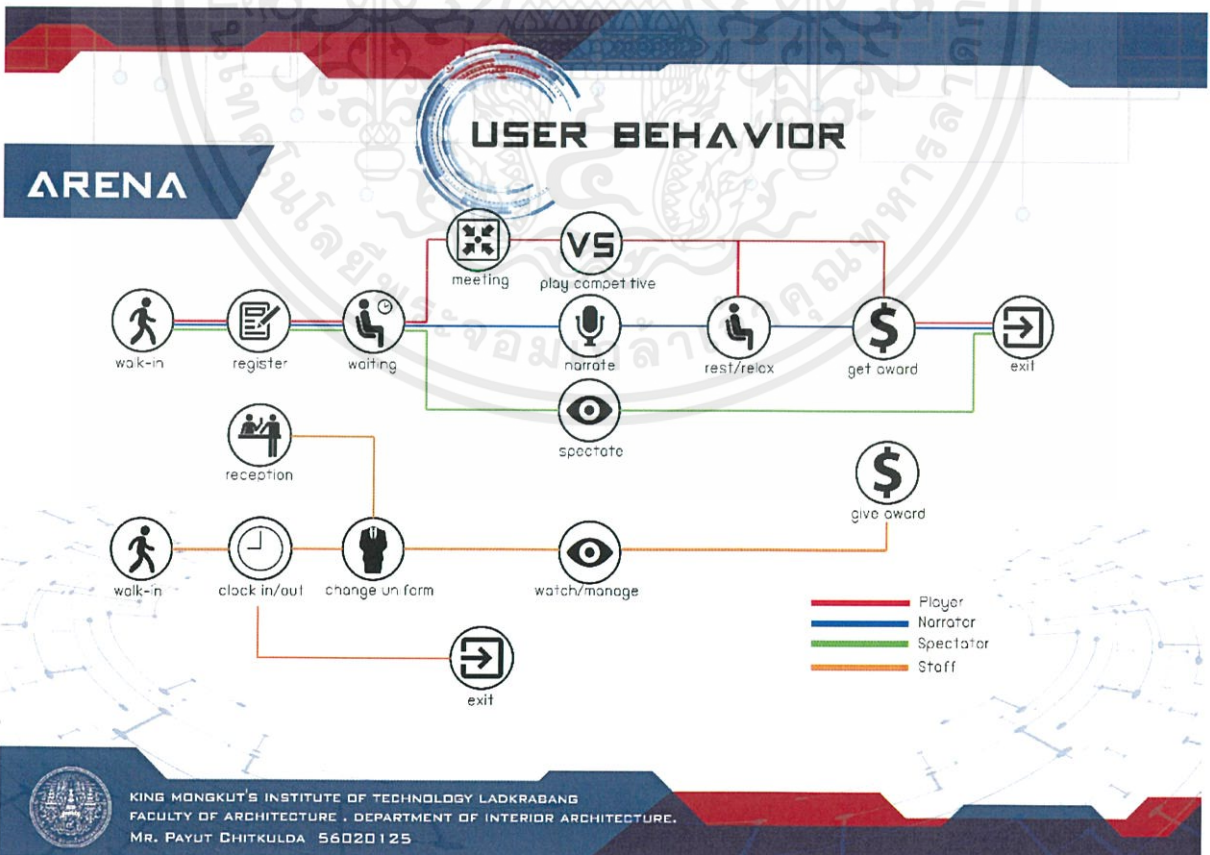 USER BEHAVIOR
ARENA
meeting
VS
play competitive
walk-in
register
waiting
narrate
rest/relax
$
get award
exit
spectate
reception
$
give award
walk-in
clock in/out
change uniform
watch/manage
exit
Player
Narrator
Spectator
Staff
KING MONGKUT'S INSTITUTE OF TECHNOLOGY LADKRABANG
FACULTY OF ARCHITECTURE . DEPARTMENT OF INTERIOR ARCHITECTURE.
MR. PAYUT CHITKULDA 56020125